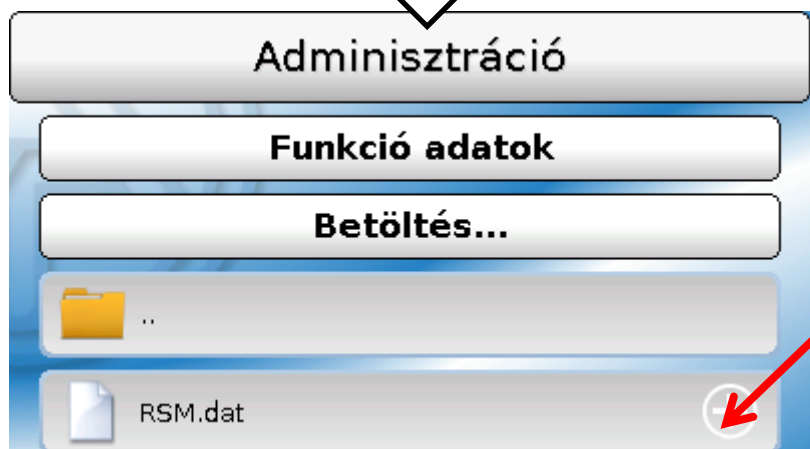 Adminisztráció
Funkció adatok
Betöltés...
..
RSM.dat